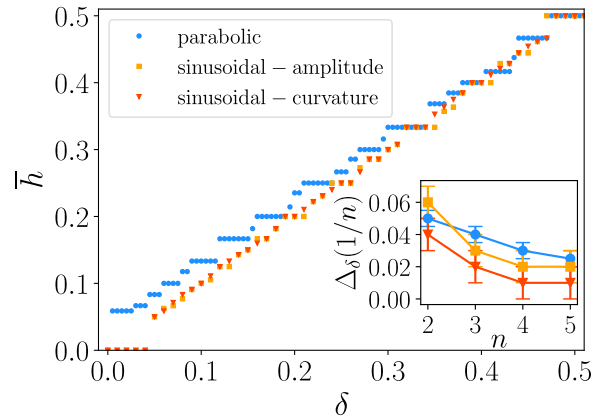 0.5
parabolic
sinusoidal − amplitude
0.4
sinusoidal − curvature
0.3
h̅
0.2
0.06
0.04
Δδ(1/n)
0.1
0.02
0.00
2 3 4 5
n
0.0
0.0 0.1 0.2 0.3 0.4 0.5
δ